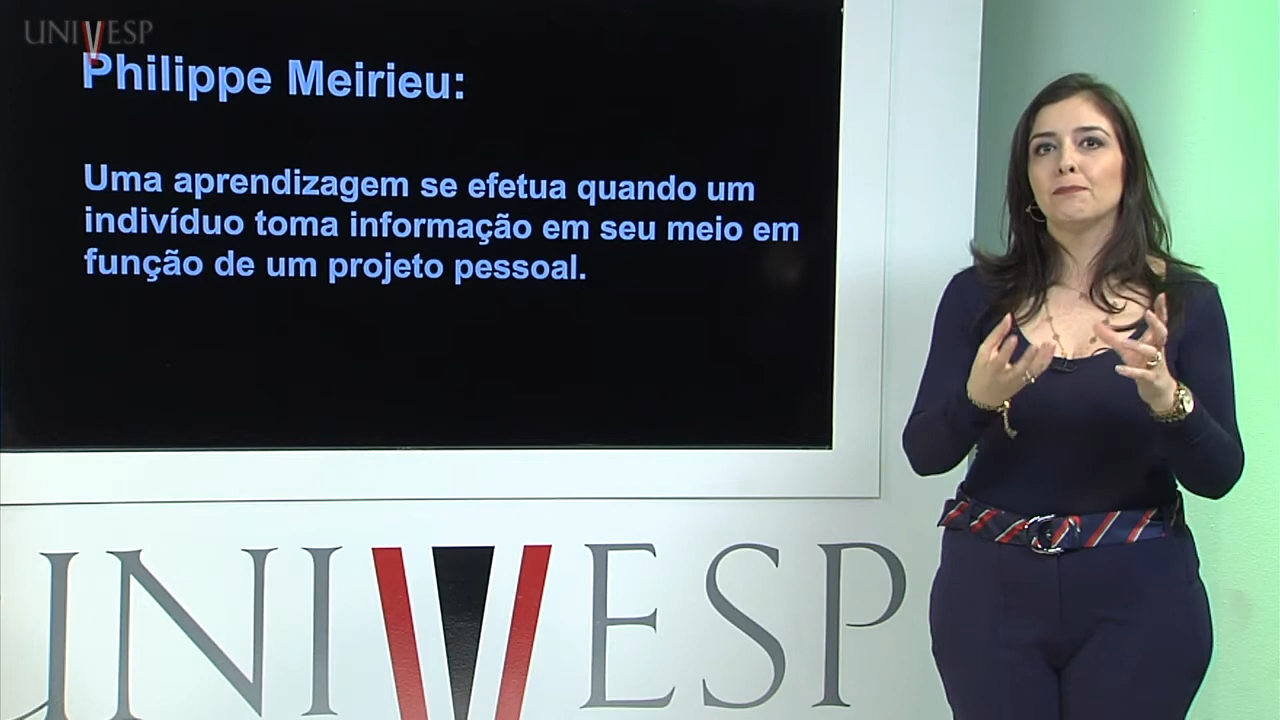 UNIVESP
Philippe Meirieu:
Uma aprendizagem se efetua quando um
indivíduo toma informação em seu meio em
função de um projeto pessoal.
UNIVESP